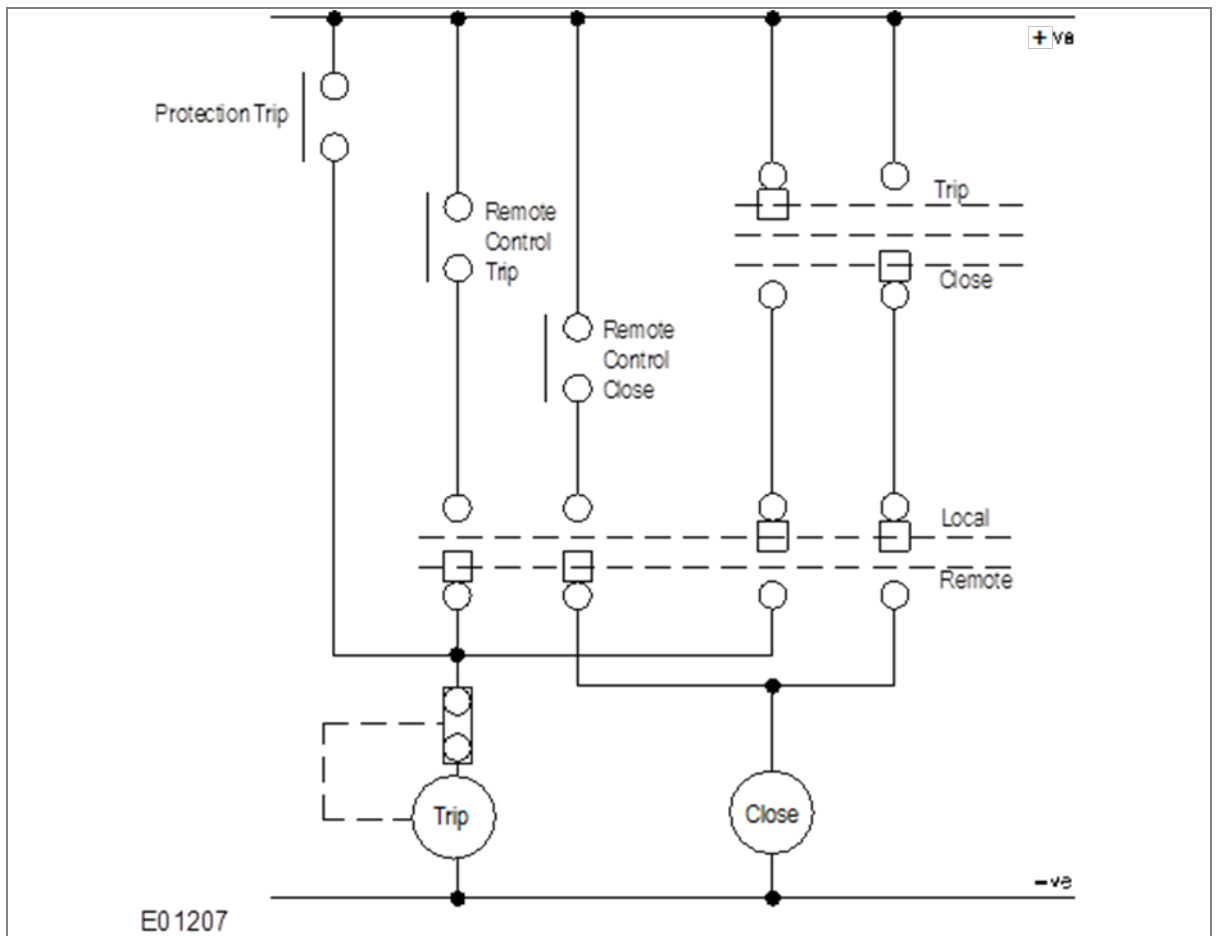 +ve
Protection Trip
Remote
Control
Trip
Trip
Close
Remote
Control
Close
Local
Remote
Trip
Close
-ve
E01207